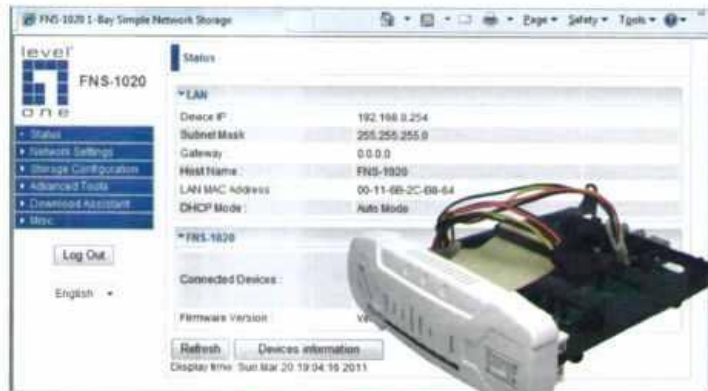 FNS-1020 1-Bay Simple Network Storage
Page Safety Tools
level
one
FNS-1020
Status
Network Settings
Storage Configuration
Advanced Tools
Download Assistant
Misc
Log Out
English
Status
LAN
Device IP 192.168.0.254
Subnet Mask 255.255.255.0
Gateway : 0.0.0.0
Host Name : FNS-1020
LAN MAC Address 00-11-6B-2C-B8-64
DHCP Mode : Auto Mode
FNS-1020
Connected Devices :
Firmware Version
Refresh Devices information
Display time: Sun Mar 20 19:04:16 2011